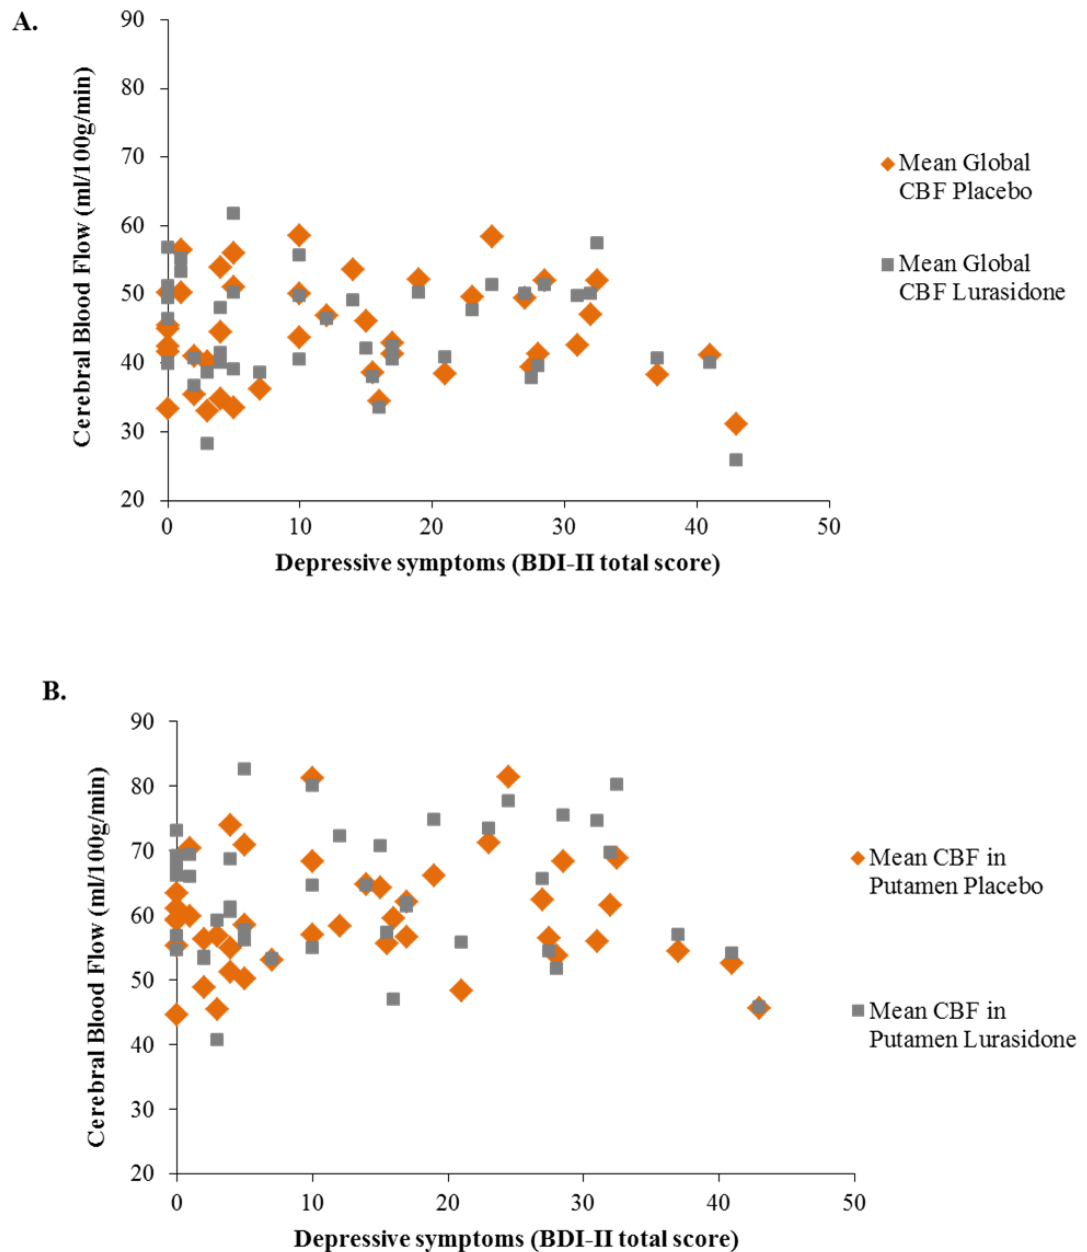 A.
90
80
70
60
50
40
30
20
Cerebral Blood Flow (ml/100g/min)
0
10
20
30
40
50
Depressive symptoms (BDI-II total score)
Mean Global
CBF Placebo
Mean Global
CBF Lurasidone
B.
90
80
70
60
50
40
30
20
Cerebral Blood Flow (ml/100g/min)
0
10
20
30
40
50
Depressive symptoms (BDI-II total score)
Mean CBF in
Putamen Placebo
Mean CBF in
Putamen Lurasidone